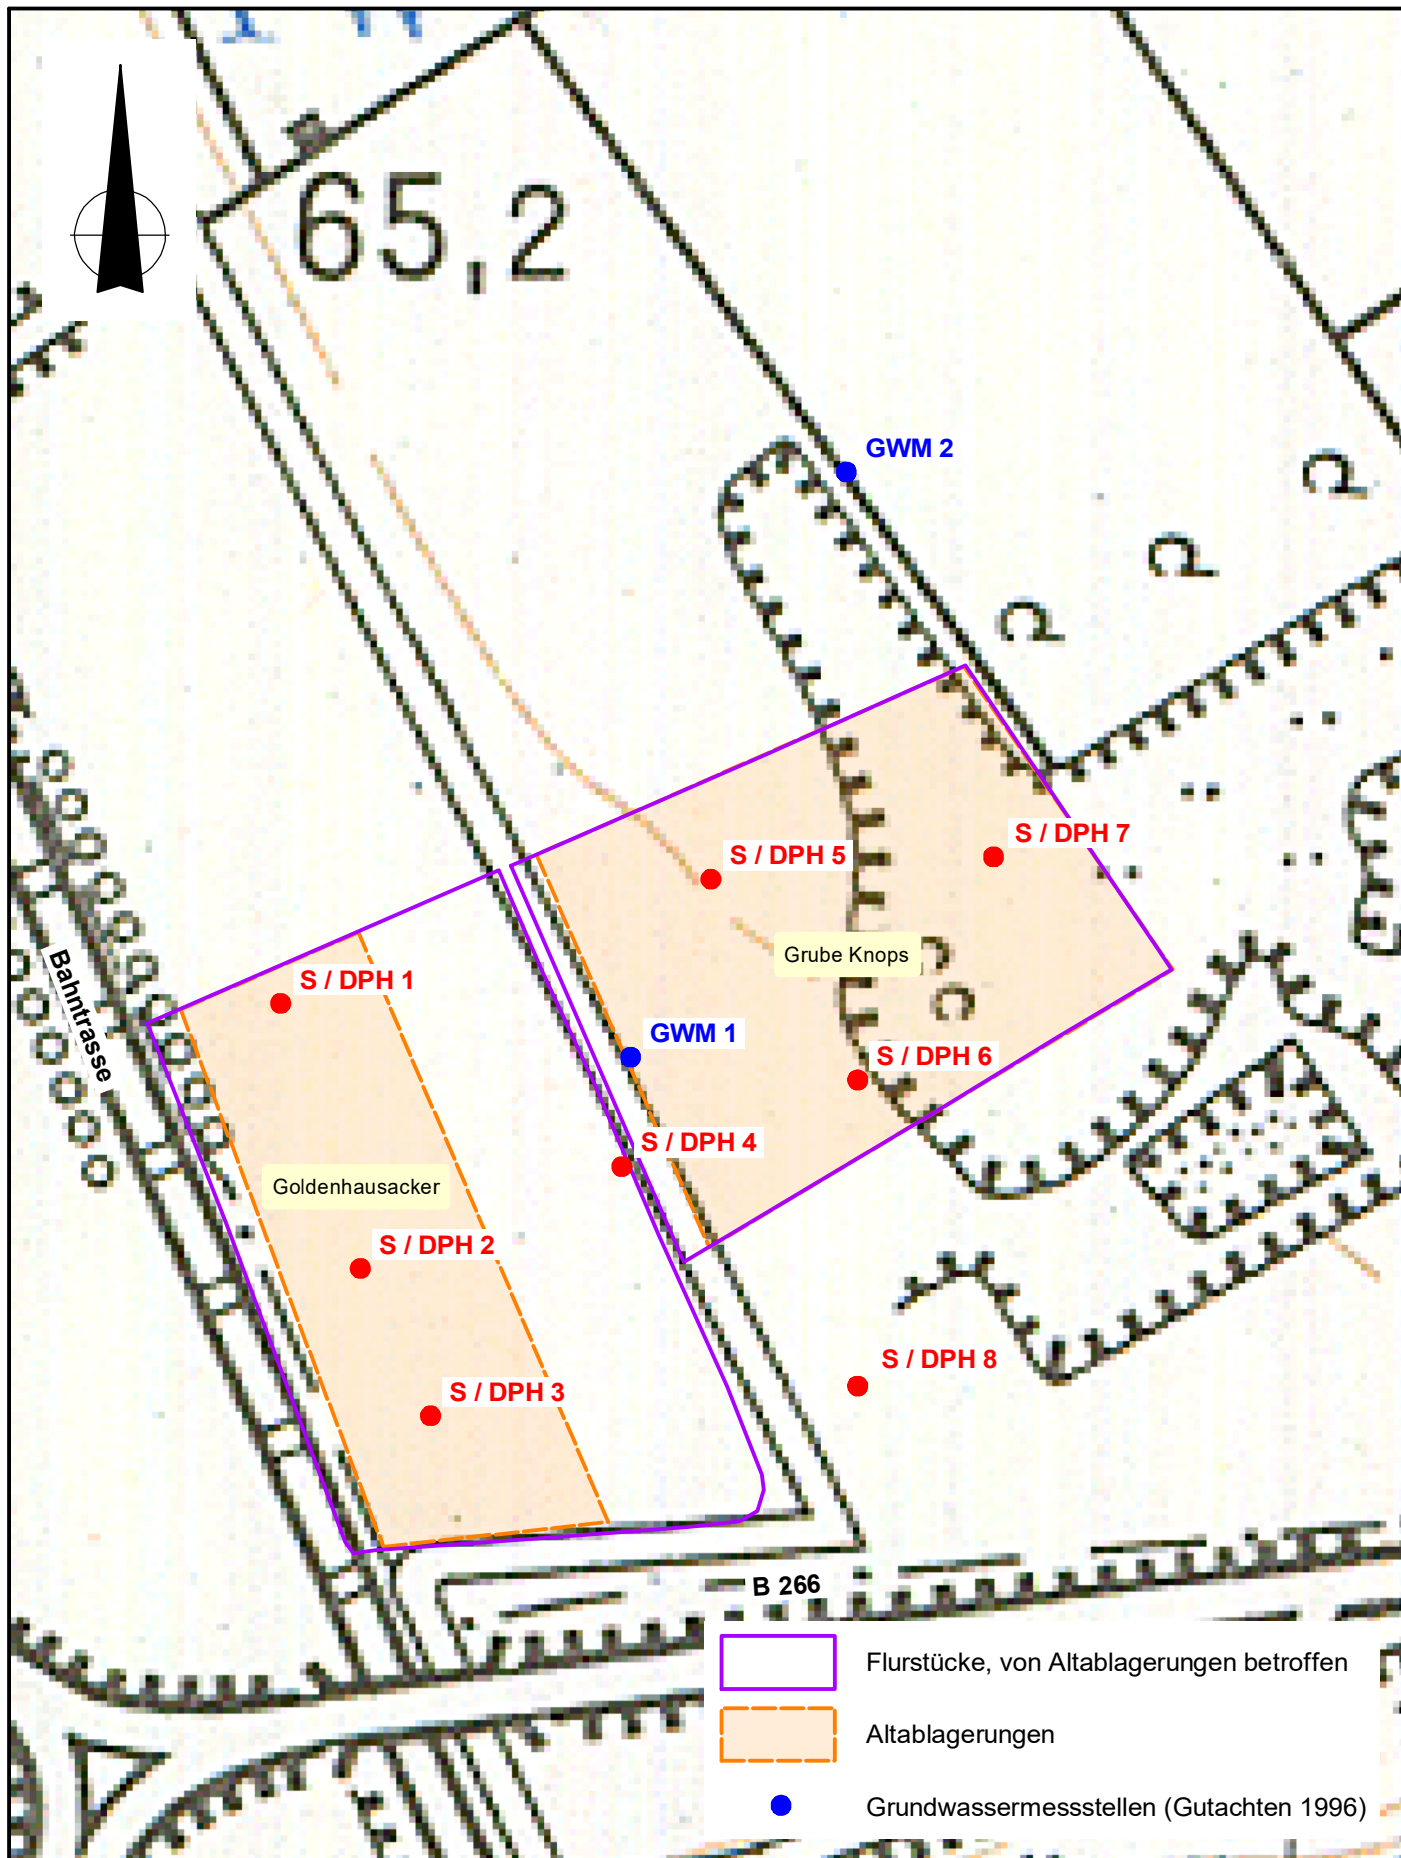 65,2
GWM 2
S / DPH 7
S / DPH 5
Grube Knops
S / DPH 1
Bahntrasse
GWM 1
S / DPH 6
S / DPH 4
Goldenhausacker
S / DPH 2
S / DPH 8
S / DPH 3
B 266
Flurstücke, von Altablagerungen betroffen
Altablagerungen
Grundwassermessstellen (Gutachten 1996)